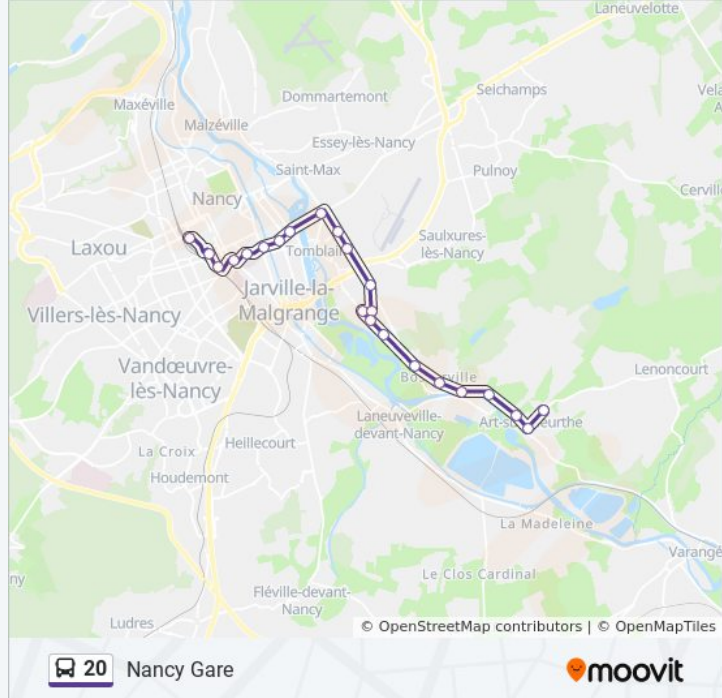 Laneuvelotte
Seichamps
Dommartemont
Maxéville
Malzéville
Essey-lès-Nancy
Saint-Max
Pulnoy
Cerville
Nancy
Laxou
Saulxures-
lès-Nancy
Jarville-la-
Malgrange
Villers-lès-Nancy
Vandœuvre-
lès-Nancy
Lenoncourt
Laneuveville-
devant-Nancy
La Croix
Heillecourt
Houdemont
La Madeleine
Le Clos Cardinal
Fléville-devant-
Nancy
Ludres
© OpenStreetMap contributors | © OpenMapTiles
20 Nancy Gare
moovit